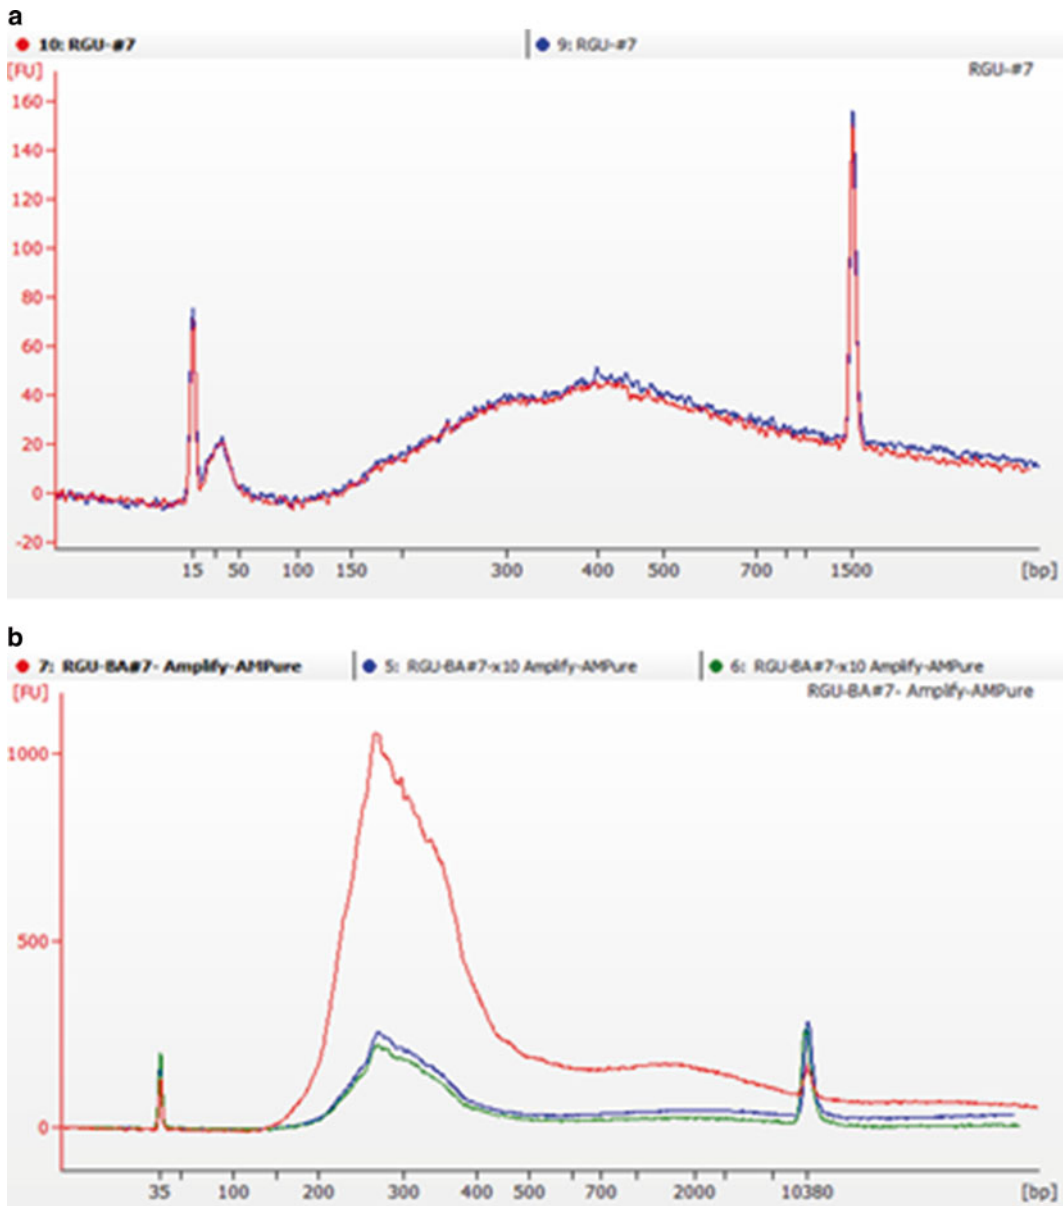 a
10: RGU-#7 9: RGU-#7
[FU] RGU-#7
160
140
120
100
80
60
40
20
0
-20
15 50 100 150 300 400 500 700 1500 [bp]
b
7: RGU-BA#7- Amplify-AMPure 5: RGU-BA#7-x10 Amplify-AMPure 6: RGU-BA#7-x10 Amplify-AMPure
[FU] RGU-BA#7- Amplify-AMPure
1000
500
0
35 100 200 300 400 500 700 2000 10380 [bp]